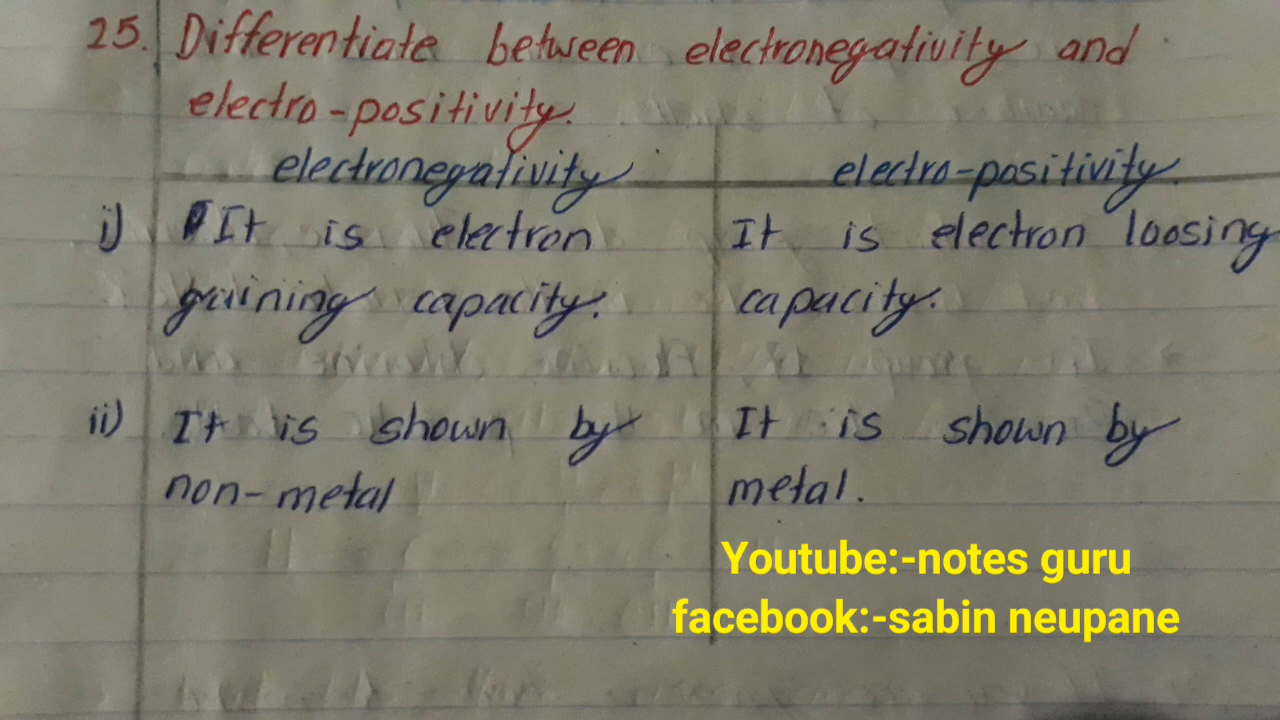 25. Differentiate between electronegativity and
electro-positivity.
electronegativity electro-positivity.
i) It is electron It is electron loosing
gaining capacity. capacity.
ii) It is shown by It is shown by
non-metal metal.
Youtube:-notes guru
facebook:-sabin neupane